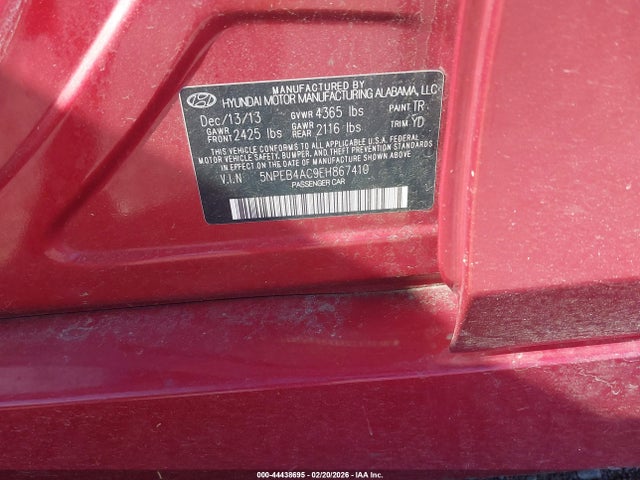 MANUFACTURED BY
HYUNDAI MOTOR MANUFACTURING ALABAMA, LLC
Dec/13/13 GVWR 4365 lbs PAINT TR
GAWR FRONT 2425 lbs GAWR REAR 2116 lbs TRIM YD
THIS VEHICLE CONFORMS TO ALL APPLICABLE U.S.A. FEDERAL
MOTOR VEHICLE SAFETY, BUMPER, AND THEFT PREVENTION
STANDARDS IN EFFECT ON THE DATE OF MANUFACTURE SHOWN ABOVE.
V.I.N 5NPEB4AC9EH867410
PASSENGER CAR
000-44438695 - 02/20/2026 - IAA Inc.